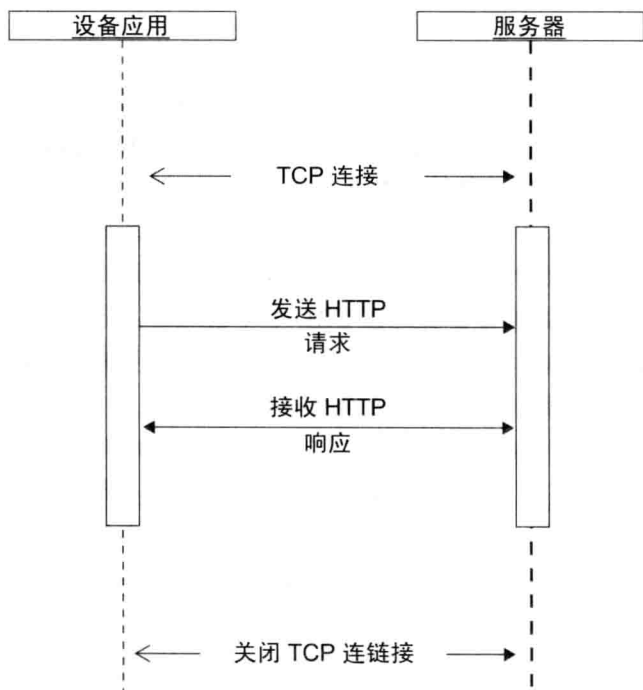 设备应用
服务器
TCP 连接
发送 HTTP
请求
接收 HTTP
响应
关闭 TCP 连链接